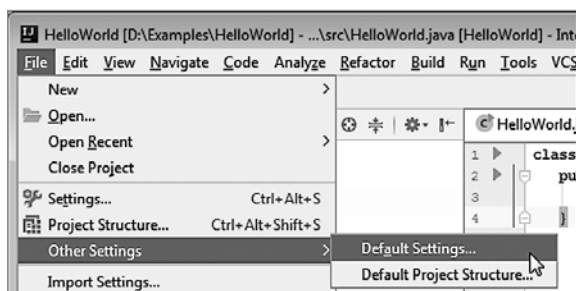 HelloWorld [D:\Examples\HelloWorld] - ...\src\HelloWorld.java [HelloWorld] - Inte
File Edit View Navigate Code Analyze Refactor Build Run Tools VCS
New
Open...
Open Recent
Close Project
Settings... Ctrl+Alt+S
Project Structure... Ctrl+Alt+Shift+S
Other Settings
Import Settings...
Default Settings...
Default Project Structure...
HelloWorld.j
1 class
2 pu
3
4 }